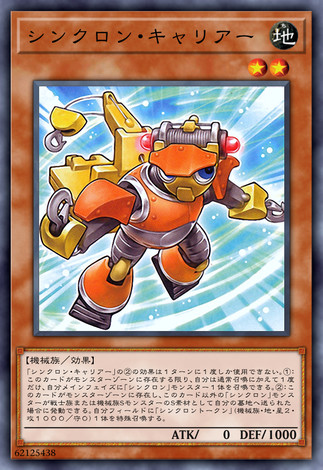 シンクロン・キャリアー
地
【機械族/効果】
「シンクロン・キャリアー」の②の効果は1ターンに1度しか使用できない。①:
このカードがモンスターゾーンに存在する限り、自分は通常召喚に加えて1度
だけ、自分メインフェイズに「シンクロン」モンスター1体を召喚できる。②:こ
のカードがモンスターゾーンに存在し、このカード以外の「シンクロン」モンス
ターが戦士族または機械族SモンスターのS素材として自分の墓地へ送られた
場合に発動できる。自分フィールドに「シンクロントークン」(機械族・地・星2・
攻1000/守0)1体を特殊召喚する。
ATK/ 0 DEF/1000
62125438